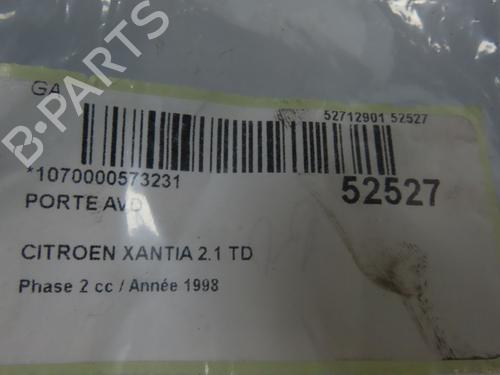 GA
52712901 52527
*1070000573231
52527
PORTE AVD
CITROEN XANTIA 2.1 TD
Phase 2 cc / Année 1998
B-PARTS